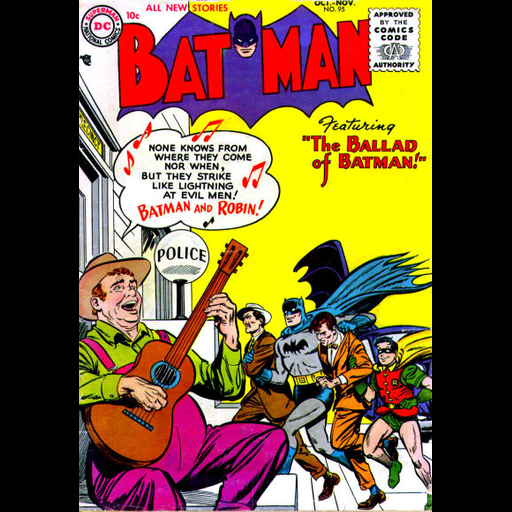 ALL NEW STORIES
OCT.-NOV.
NO. 95
SUPERMAN
DC
NATIONAL COMICS
10c
BATMAN
APPROVED
BY THE
COMICS
CODE
CA
AUTHORITY
Featuring
"The BALLAD
of BATMAN!"
NONE KNOWS FROM
WHERE THEY COME
NOR WHEN,
BUT THEY STRIKE
LIKE LIGHTNING
AT EVIL MEN!
BATMAN AND ROBIN!
POLICE
R